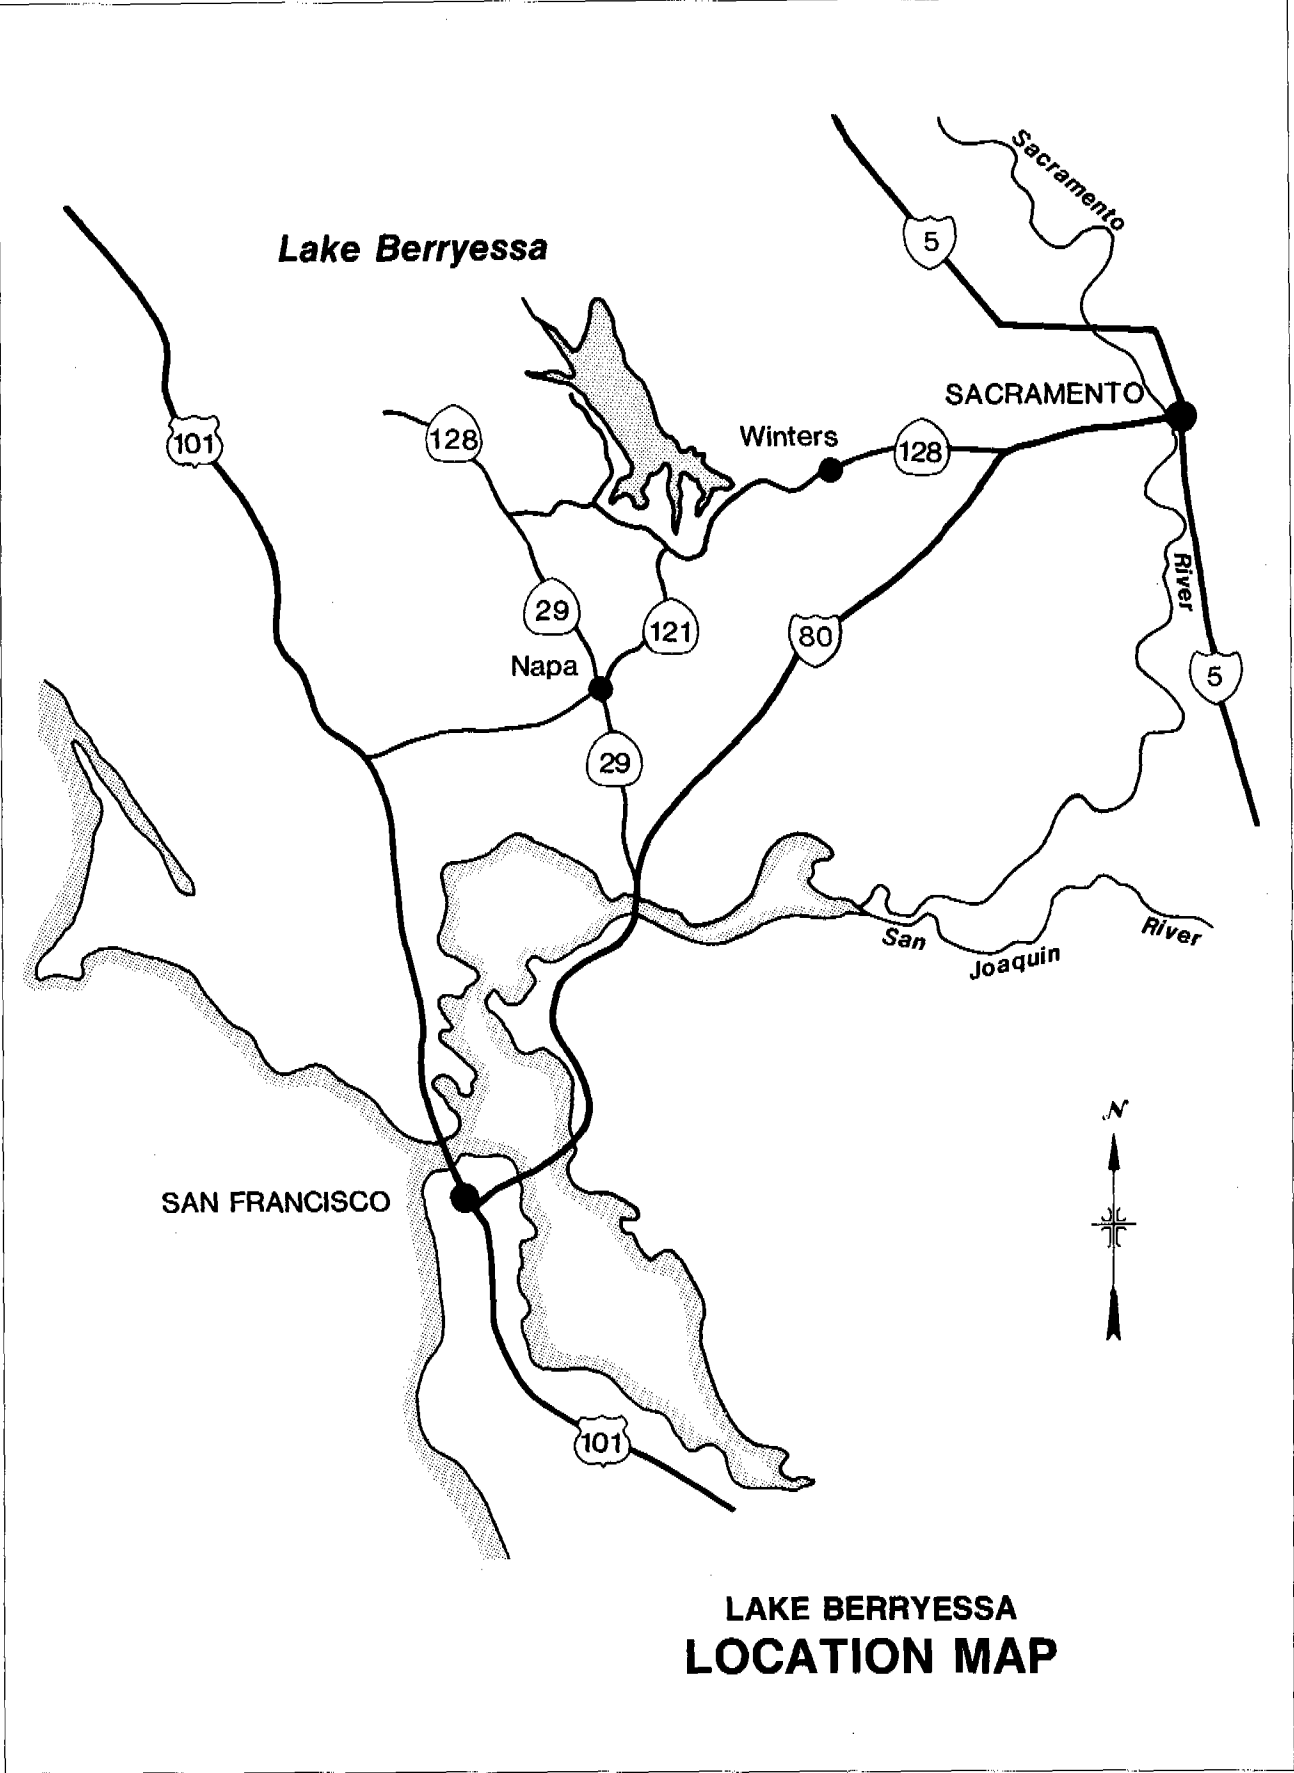 Sacramento
5
Lake Berryessa
SACRAMENTO
128
Winters
128
101
River
29
121
80
Napa
5
29
San
Joaquin
River
N
SAN FRANCISCO
101
LAKE BERRYESSA
LOCATION MAP